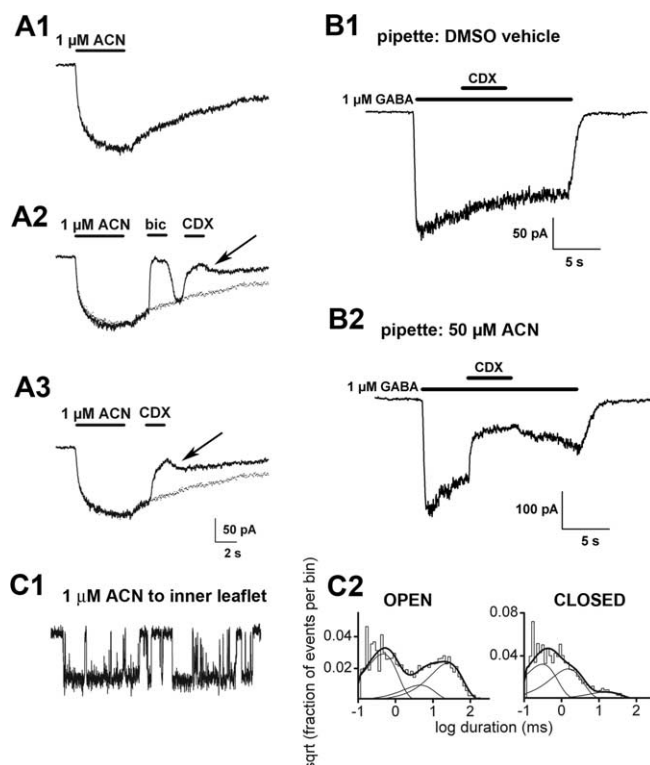 A1
1 µM ACN
A2
1 µM ACN bic CDX
A3
1 µM ACN CDX
50 pA
2 s
B1 pipette: DMSO vehicle
CDX
1 µM GABA
50 pA
5 s
B2 pipette: 50 µM ACN
CDX
1 µM GABA
100 pA
5 s
C1 1 µM ACN to inner leaflet
C2
OPEN CLOSED
sqrt (fraction of events per bin)
0.04
0.02
-1 0 1 2
0.08
0.04
-1 0 1 2
log duration (ms)